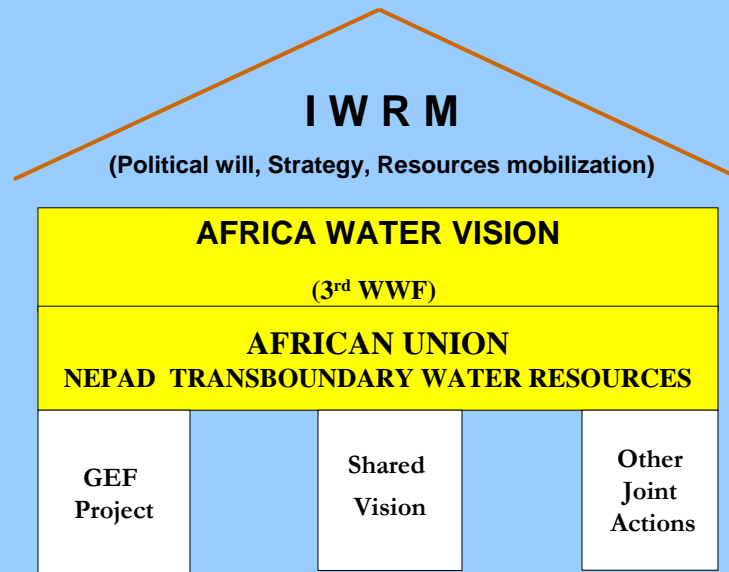 I W R M
(Political will, Strategy, Resources mobilization)
AFRICA WATER VISION
(3rd WWF)
AFRICAN UNION
NEPAD TRANSBOUNDARY WATER RESOURCES
GEF
Project
Shared
Vision
Other
Joint
Actions